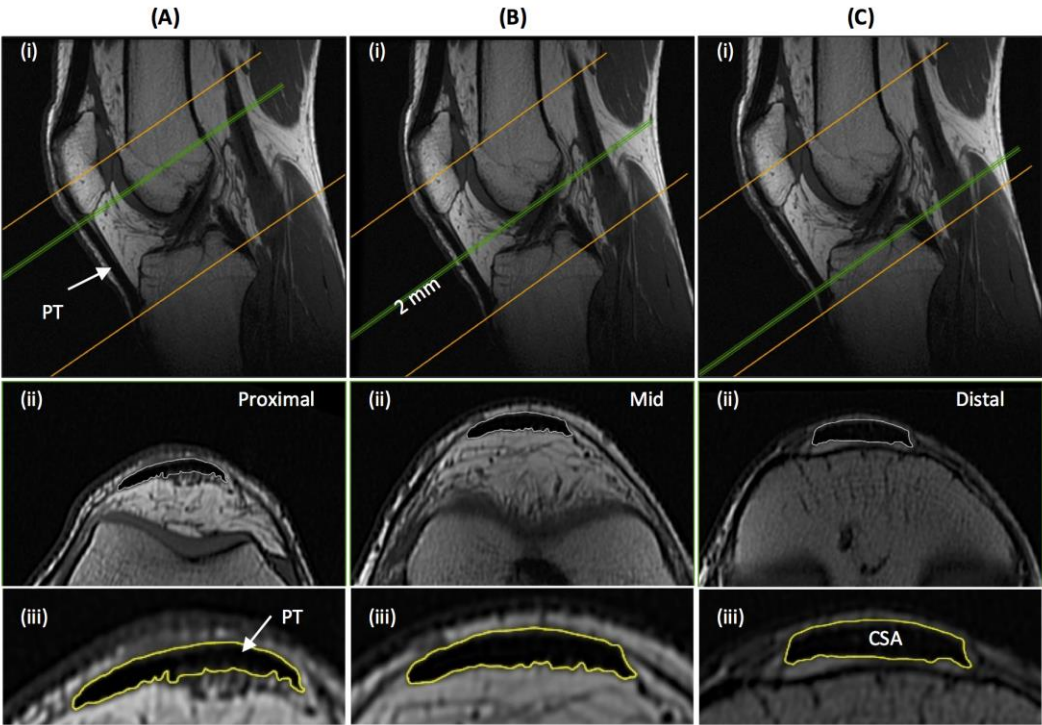 (A) (B) (C)
(i) (i) (i)
PT
2 mm
(ii) Proximal (ii) Mid (ii) Distal
(iii) PT (iii) (iii) CSA